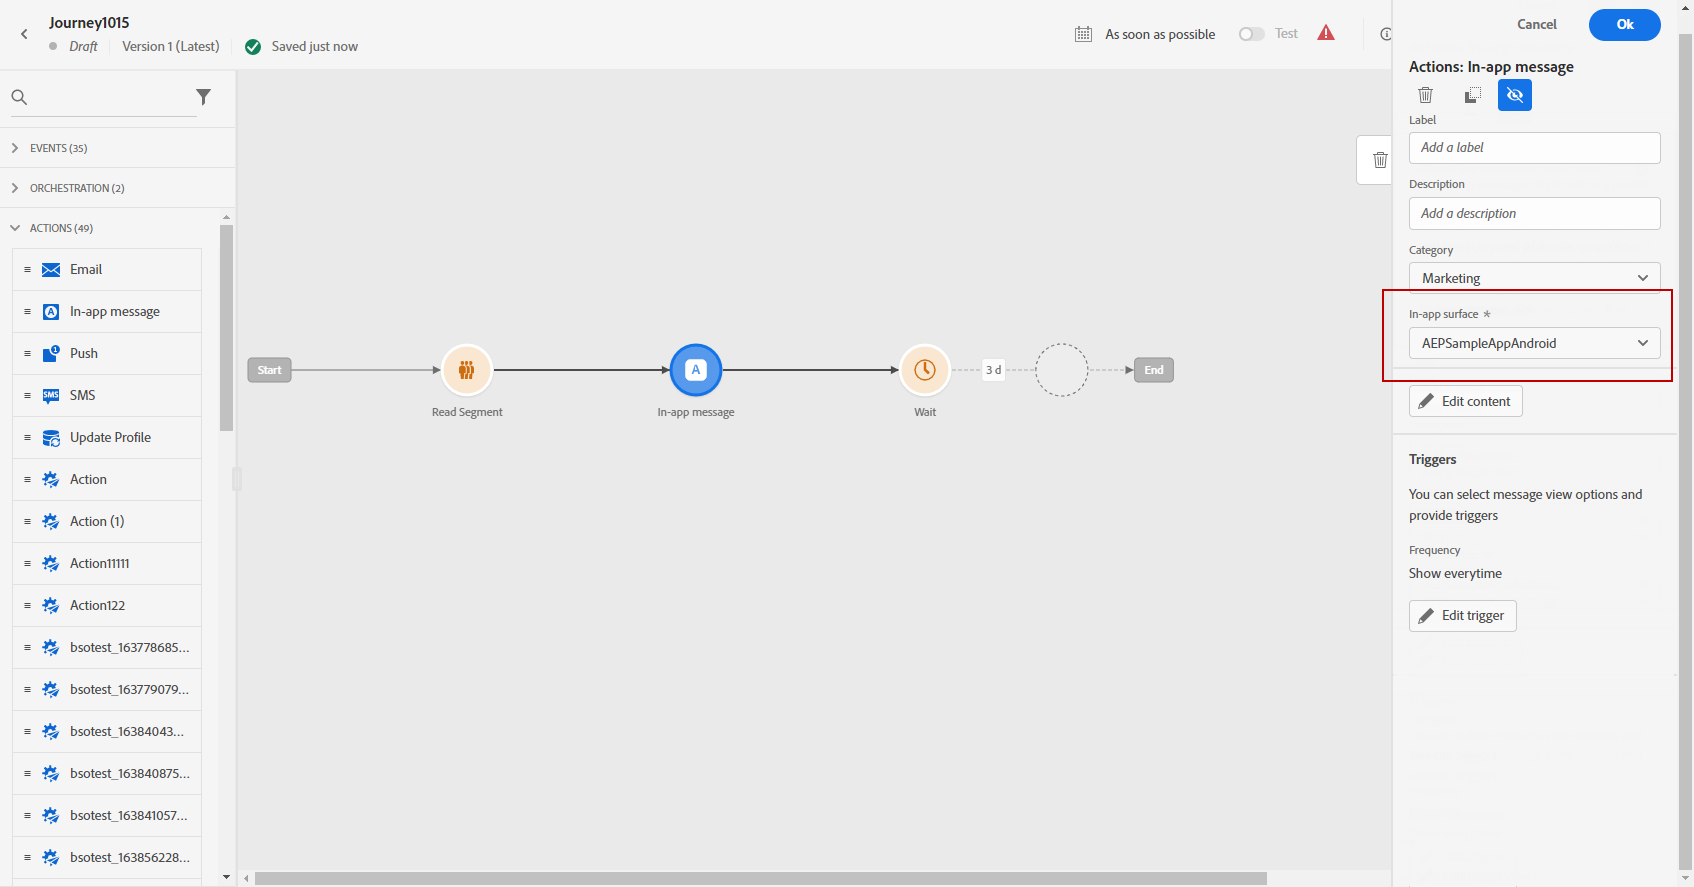 Journey1015
Draft
Version 1 (Latest)
Saved just now
As soon as possible
Test
Cancel
Ok
EVENTS (35)
ORCHESTRATION (2)
ACTIONS (49)
Email
In-app message
Push
SMS
SMS
Update Profile
Action
Action (1)
Action11111
Action122
bsotest_163778685...
bsotest_163779079...
bsotest_16384043...
bsotest_163840875...
bsotest_163841057...
bsotest_163856228...
Start
Read Segment
A
In-app message
Wait
3 d
End
Actions: In-app message
Label
Add a label
Description
Add a description
Category
Marketing
In-app surface *
AEPSampleAppAndroid
Edit content
Triggers
You can select message view options and
provide triggers
Frequency
Show everytime
Edit trigger